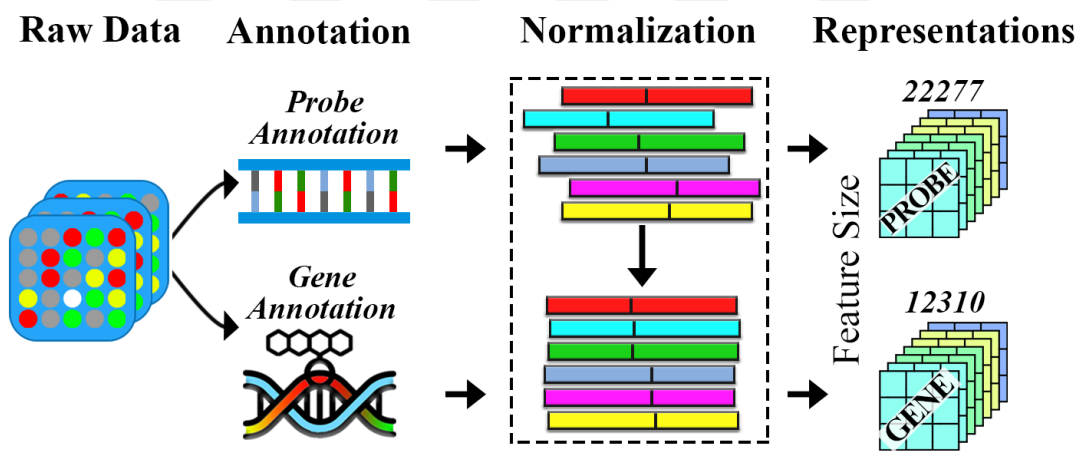 Raw Data
Annotation
Normalization
Representations
Probe
Annotation
Gene
Annotation
Feature Size
22277
PROBE
12310
GENE